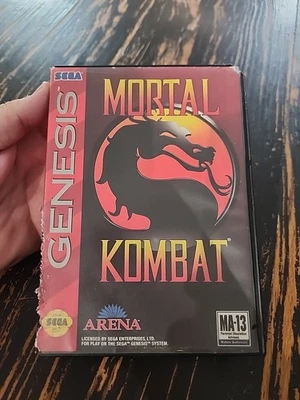 SEGA
GENESIS
MORTAL
KOMBAT
SEGA
ARENA
LICENSED BY SEGA ENTERPRISES, LTD.
FOR PLAY ON THE SEGA™ GENESIS™ SYSTEM.
MA-13